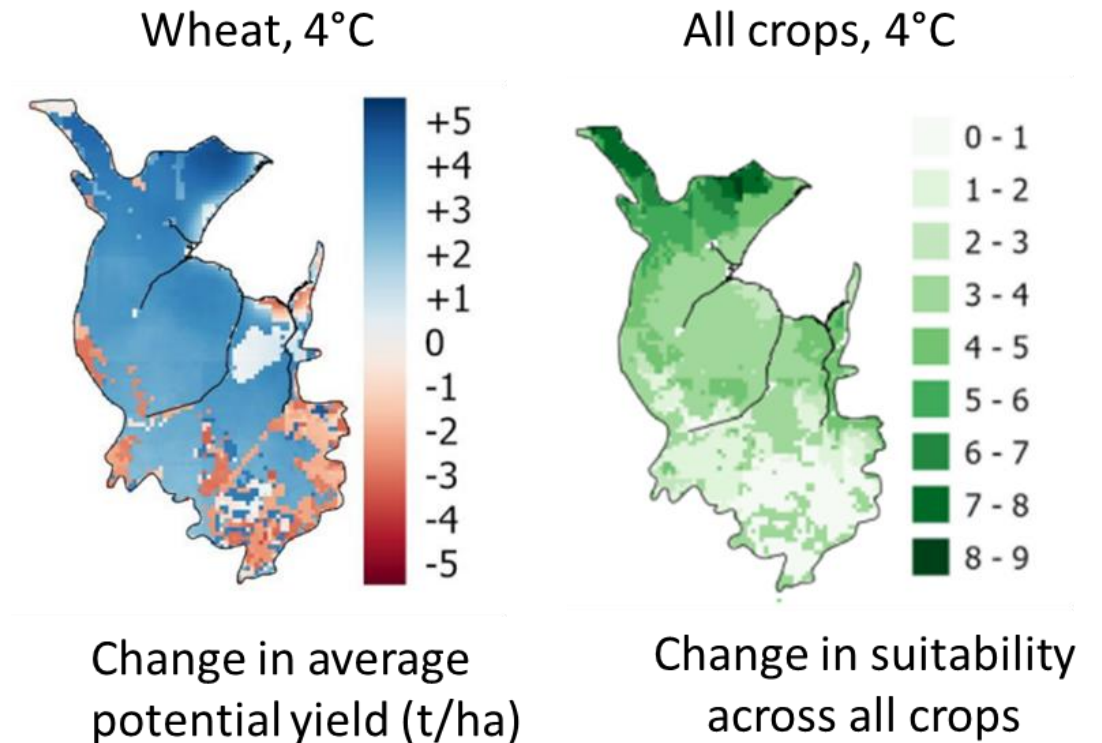 Wheat, 4°C
+5
+4
+3
+2
+1
0
-1
-2
-3
-4
-5
Change in average
potential yield (t/ha)
All crops, 4°C
0 - 1
1 - 2
2 - 3
3 - 4
4 - 5
5 - 6
6 - 7
7 - 8
8 - 9
Change in suitability
across all crops